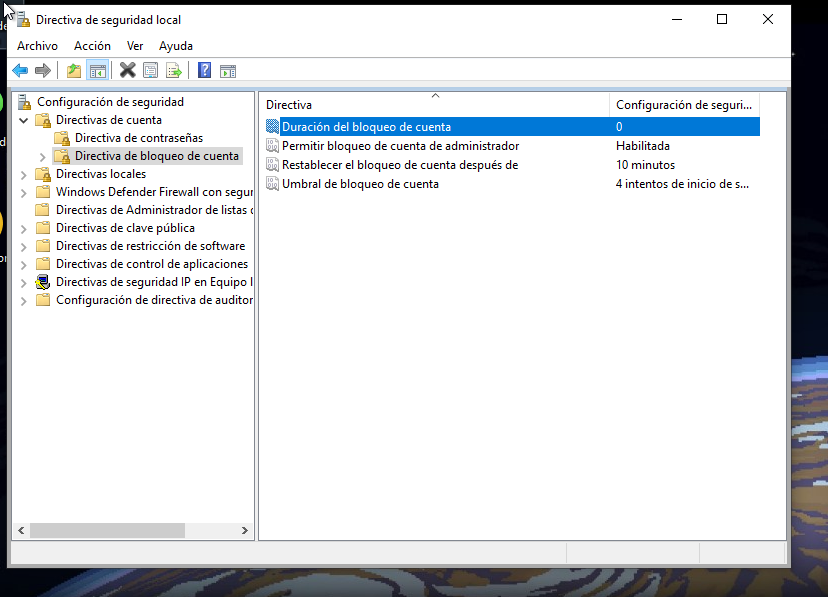 Directiva de seguridad local
Archivo Acción Ver Ayuda
Configuración de seguridad
Directivas de cuenta
Directiva de contraseñas
Directiva de bloqueo de cuenta
Directivas locales
Windows Defender Firewall con segur
Directivas de Administrador de listas
Directivas de clave pública
Directivas de restricción de software
Directivas de control de aplicaciones
Directivas de seguridad IP en Equipo
Configuración de directiva de auditor
Directiva Configuración de seguri...
Duración del bloqueo de cuenta 0
Permitir bloqueo de cuenta de administrador Habilitada
Restablecer el bloqueo de cuenta después de 10 minutos
Umbral de bloqueo de cuenta 4 intentos de inicio de s...